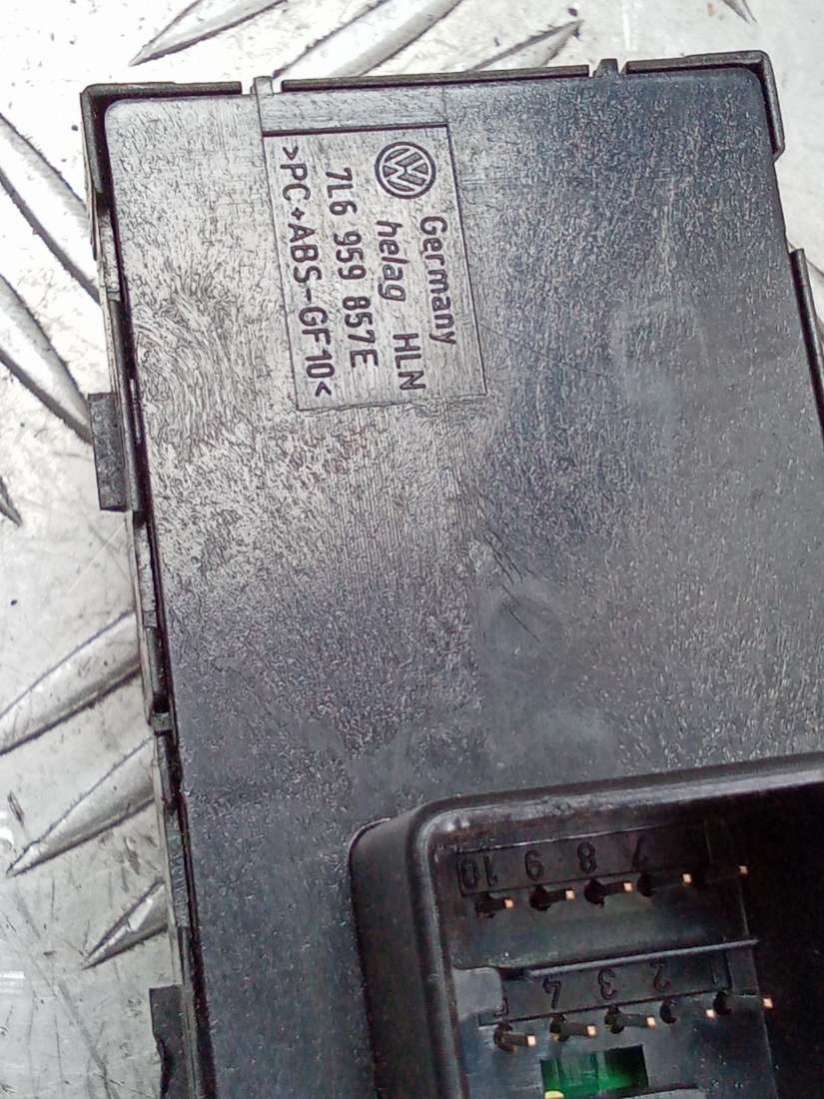 Germany
helag HLN
7L6 959 857E
>PC+ABS-GF10<
10 9 8 7
4 3 2 1